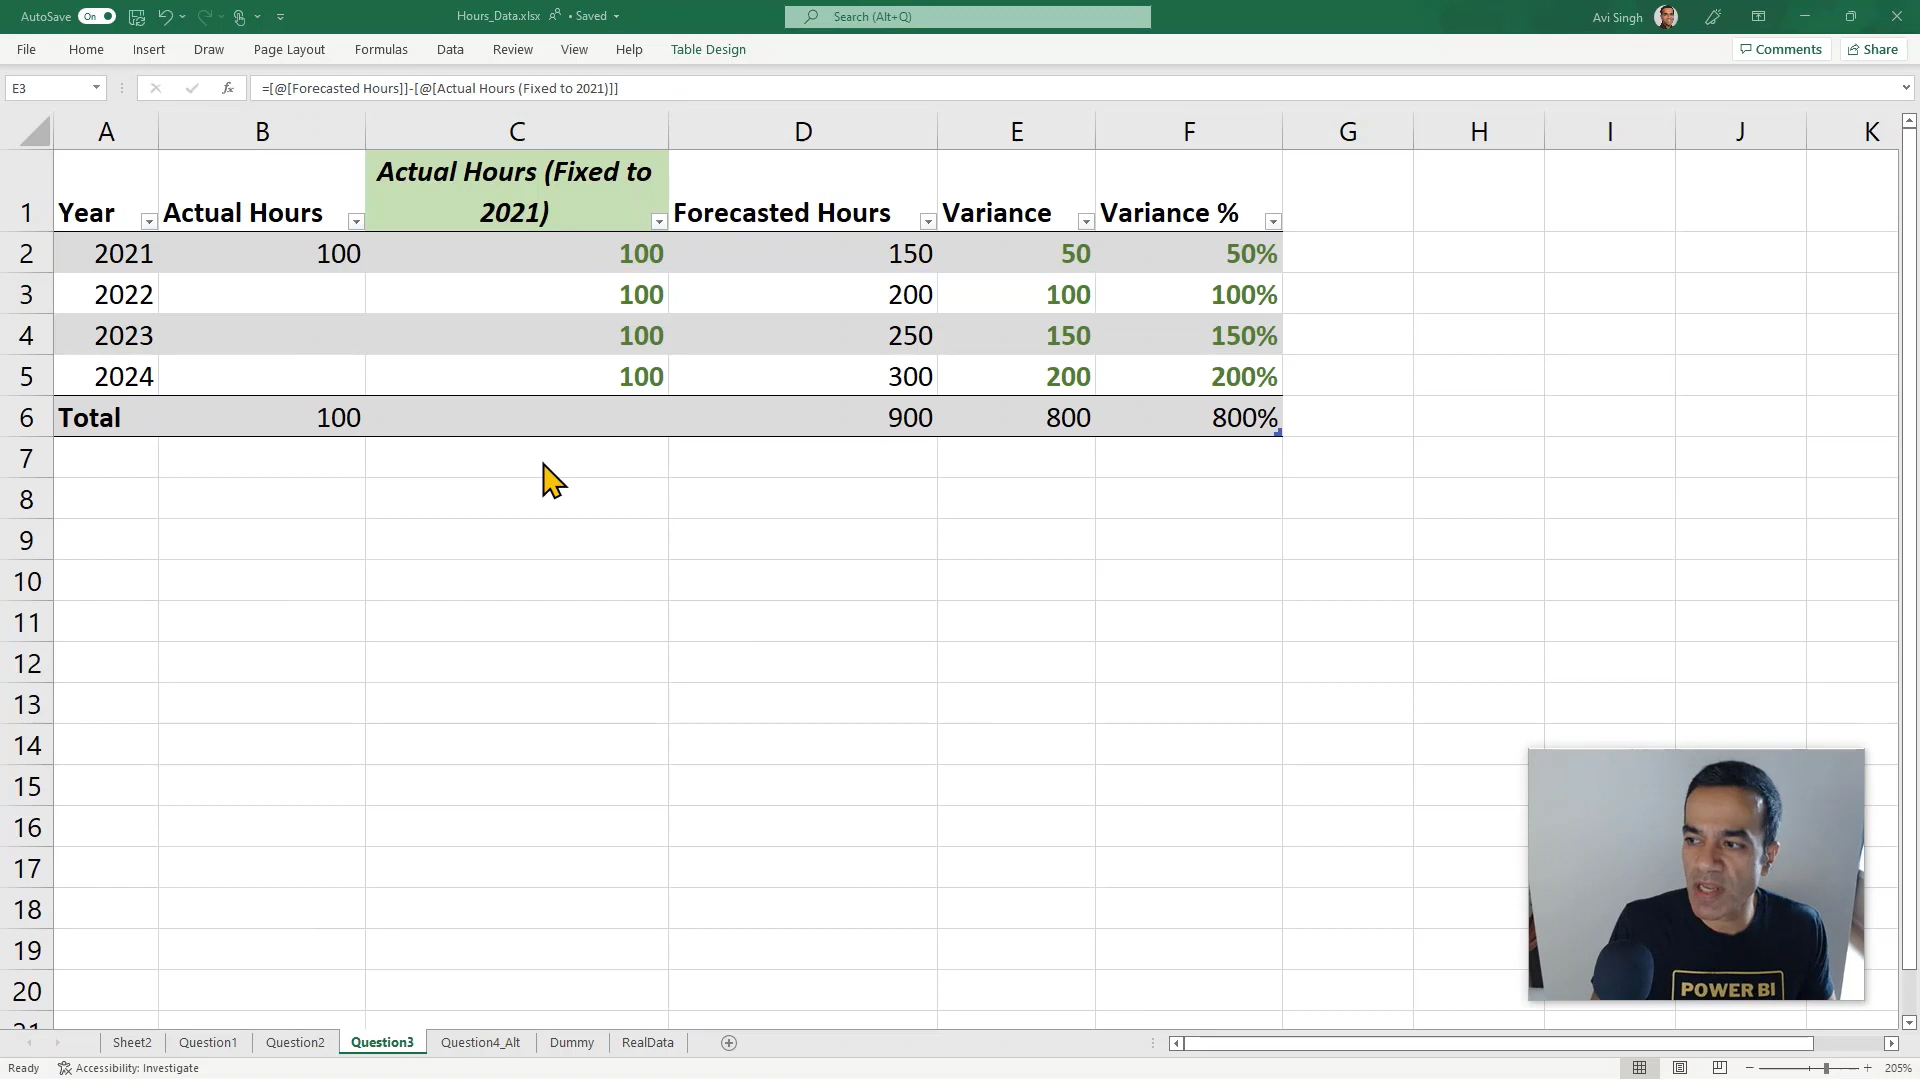 AutoSave On Hours_Data.xlsx • Saved Search (Alt+Q) Avi Singh
File Home Insert Draw Page Layout Formulas Data Review View Help Table Design Comments Share
E3 fx =[@[Forecasted Hours]]-[@[Actual Hours (Fixed to 2021)]]
A B C D E F G H I J K
Actual Hours (Fixed to
1 Year Actual Hours 2021) Forecasted Hours Variance Variance %
2 2021 100 100 150 50 50%
3 2022 100 200 100 100%
4 2023 100 250 150 150%
5 2024 100 300 200 200%
6 Total 100 900 800 800%
7
8
9
10
11
12
13
14
15
16
17
18
19
20
21
POWER BI
Sheet2 Question1 Question2 Question3 Question4_Alt Dummy RealData
Ready Accessibility: Investigate 205%